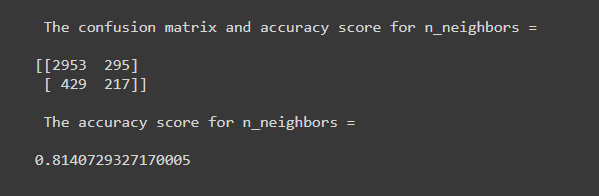 The confusion matrix and accuracy score for n_neighbors =
[[2953  295]
 [ 429  217]]
The accuracy score for n_neighbors =
0.8140729327170005